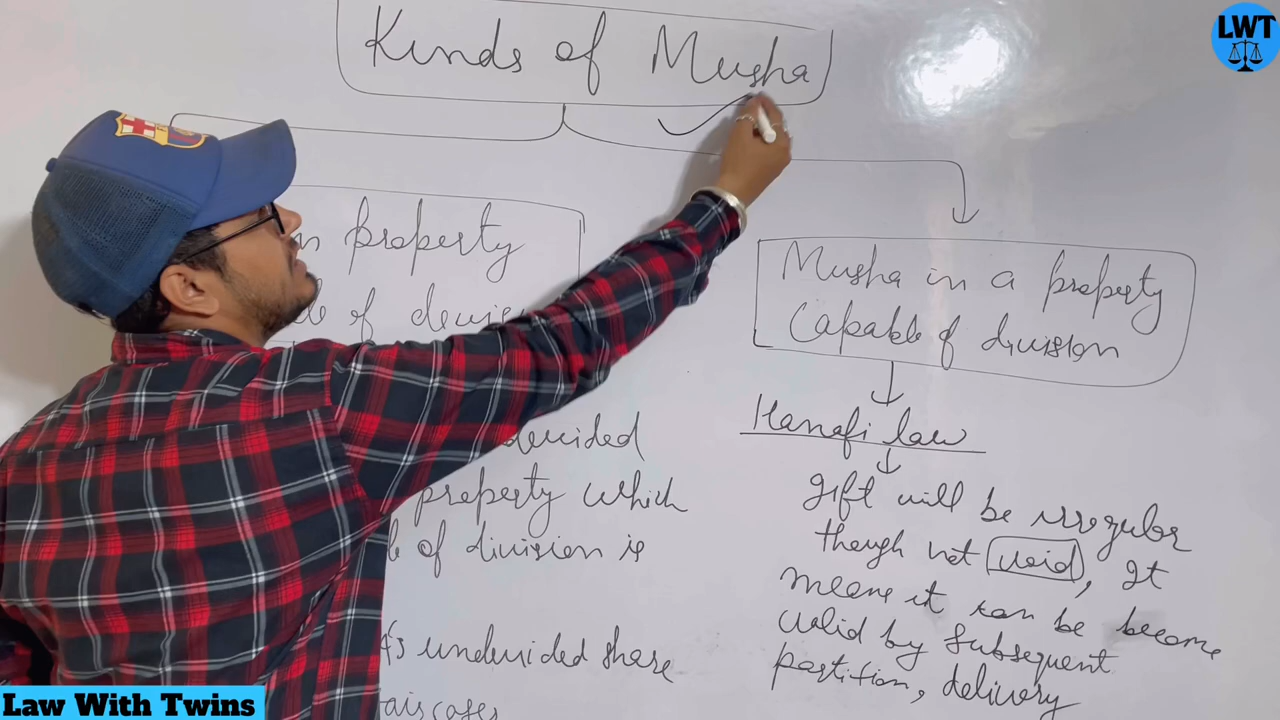 LWT
Kinds of Musha
in property
of
undivided
property which
of division is
A's undivided share
staircases
Musha in a property
Capable of division
Hanafi law
gift will be irregular
though not void, It
means it can be become
valid by subsequent
partition, delivery
Law With Twins